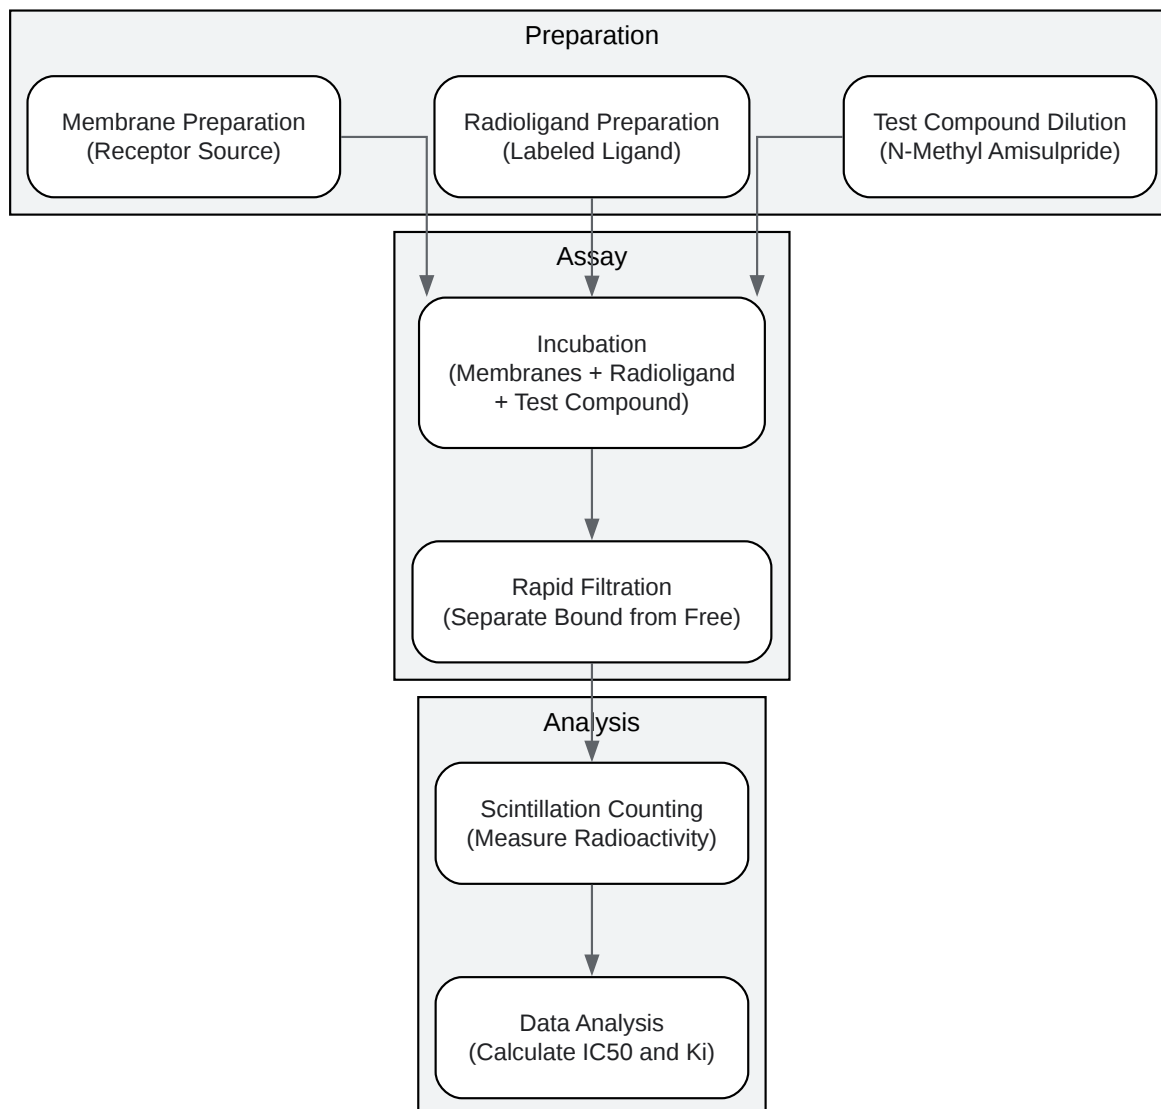 Preparation
Membrane Preparation
(Receptor Source)
Radioligand Preparation
(Labeled Ligand)
Test Compound Dilution
(N-Methyl Amisulpride)
Assay
Incubation
(Membranes + Radioligand
+ Test Compound)
Rapid Filtration
(Separate Bound from Free)
Analysis
Scintillation Counting
(Measure Radioactivity)
Data Analysis
(Calculate IC50 and Ki)